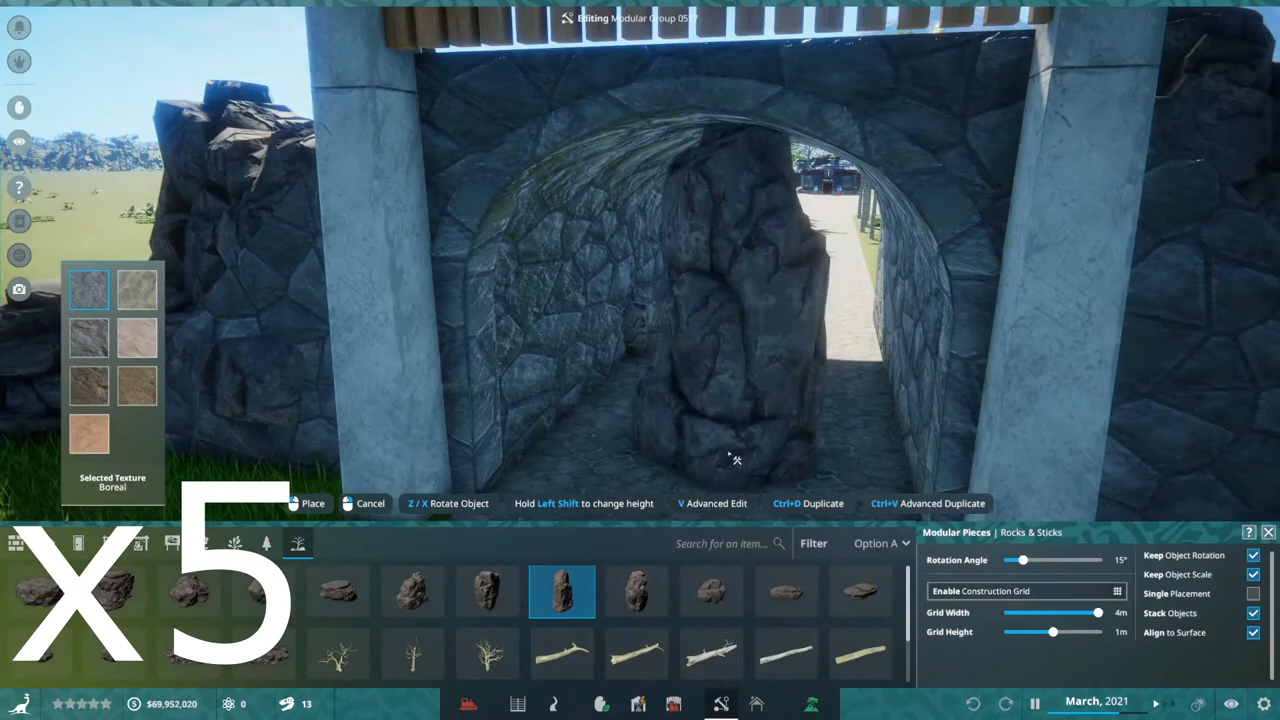 Editing Modular Group 05
Selected Texture
Boreal
Place
Cancel
Z / X Rotate Object
Hold Left Shift to change height
V Advanced Edit
Ctrl+D Duplicate
Ctrl+V Advanced Duplicate
x5
Search for an item...
Filter
Option A
Modular Pieces | Rocks & Sticks
Rotation Angle
15°
Enable Construction Grid
Grid Width
4m
Grid Height
1m
Keep Object Rotation
Keep Object Scale
Single Placement
Stack Objects
Align to Surface
$69,952,020
0
13
March, 2021